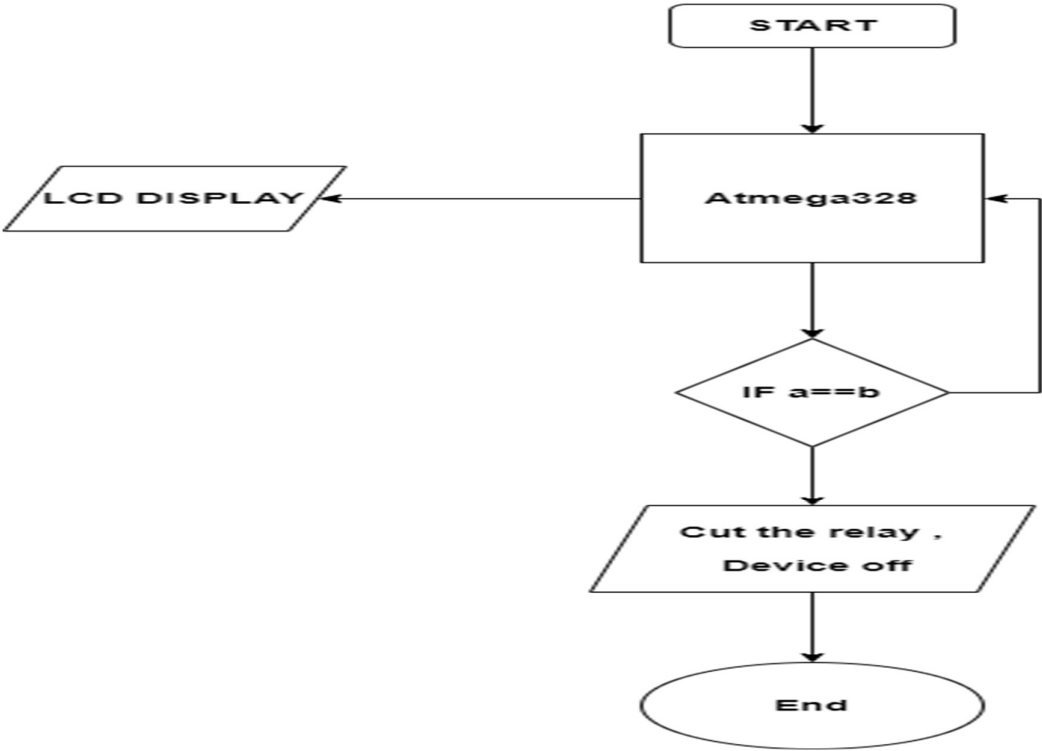 START
LCD DISPLAY
Atmega328
IF a==b
Cut the relay ,
Device off
End